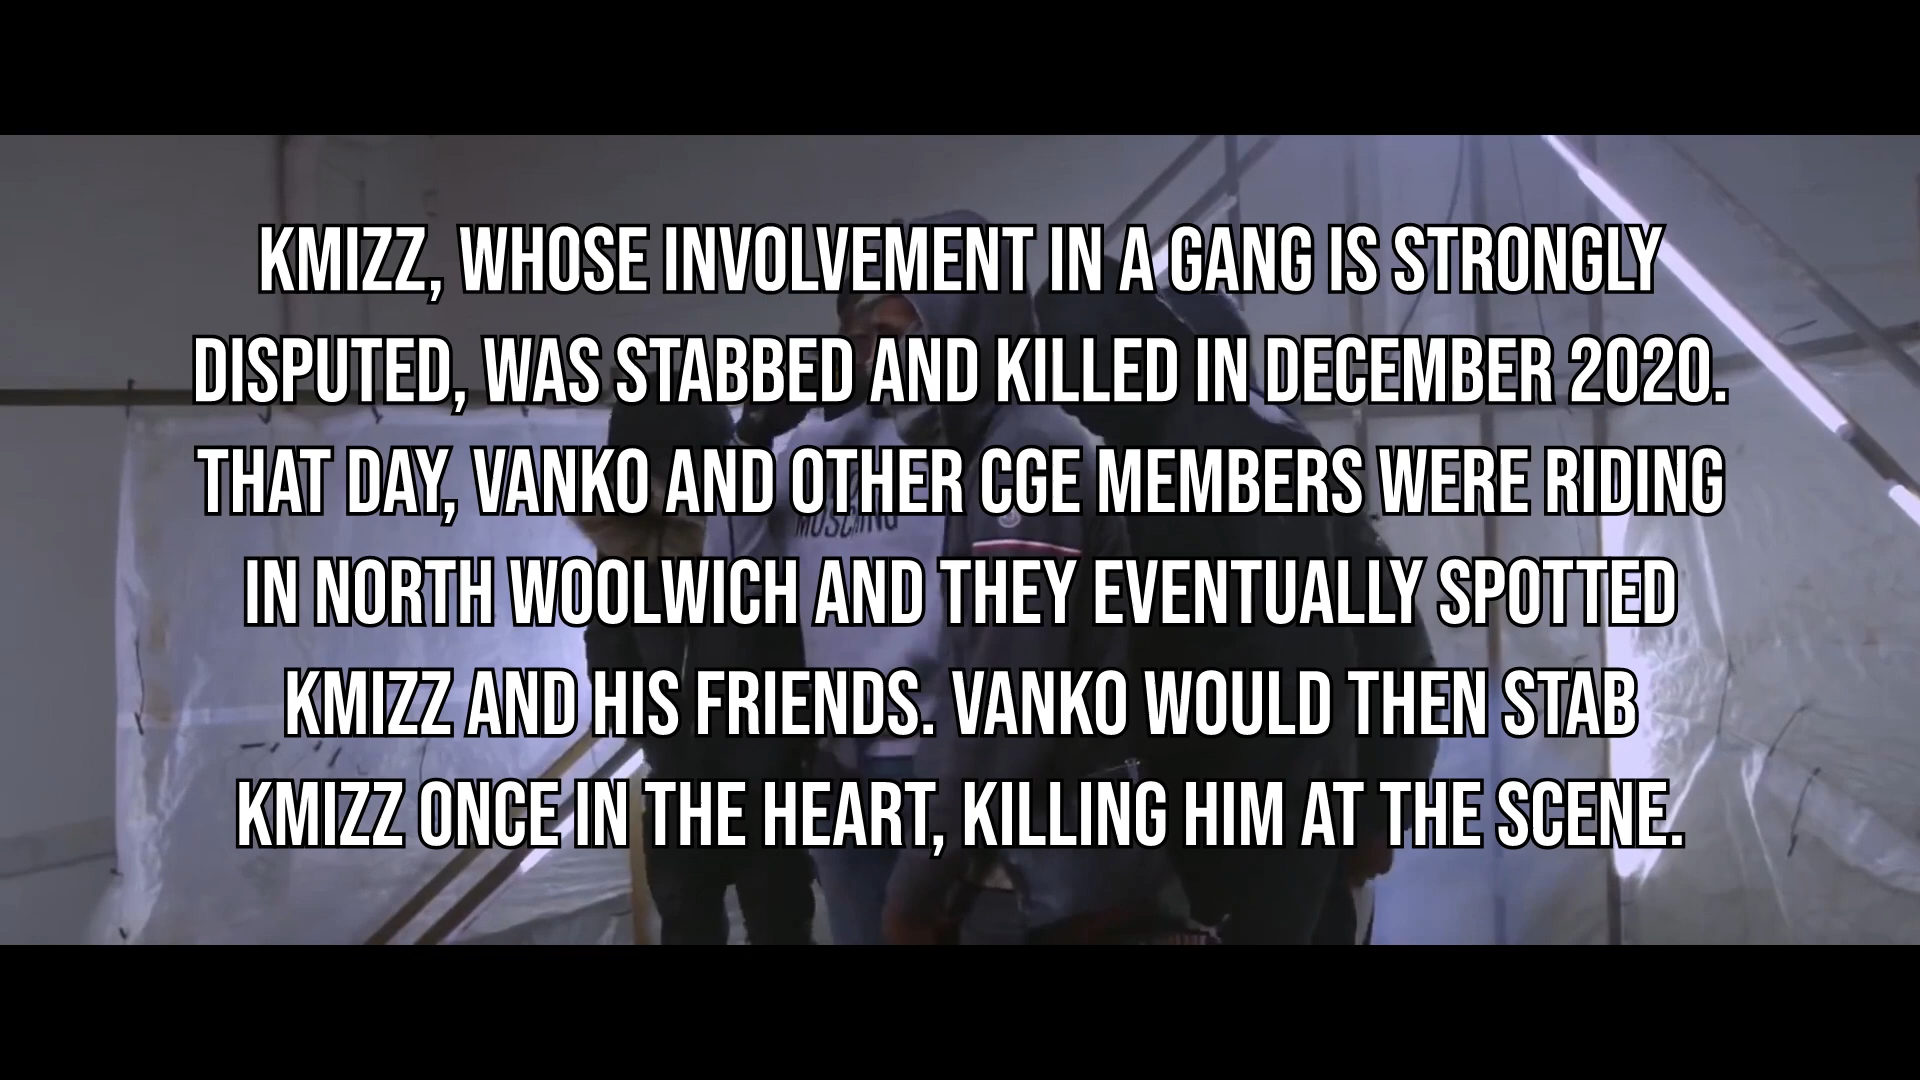 KMIZZ, WHOSE INVOLVEMENT IN A GANG IS STRONGLY
DISPUTED, WAS STABBED AND KILLED IN DECEMBER 2020.
THAT DAY, VANKO AND OTHER CGE MEMBERS WERE RIDING
IN NORTH WOOLWICH AND THEY EVENTUALLY SPOTTED
KMIZZ AND HIS FRIENDS. VANKO WOULD THEN STAB
KMIZZ ONCE IN THE HEART, KILLING HIM AT THE SCENE.
MOSCHINO